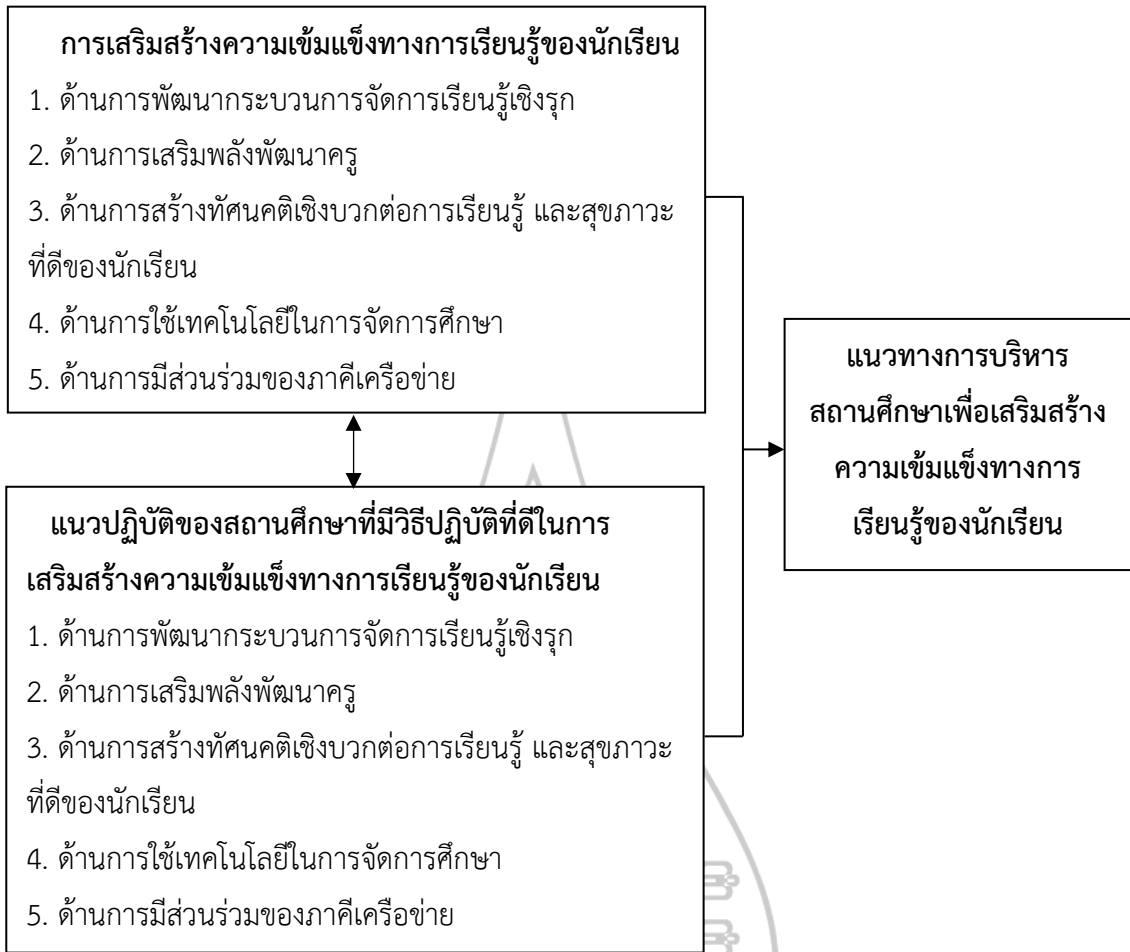 การเสริมสร้างความเข้มแข็งทางการเรียนรู้ของนักเรียน
1. ด้านการพัฒนากระบวนการจัดการเรียนรู้เชิงรุก
2. ด้านการเสริมพลังพัฒนาครู
3. ด้านการสร้างทัศนคติเชิงบวกต่อการเรียนรู้ และสุขภาวะ
ที่ดีของนักเรียน
4. ด้านการใช้เทคโนโลยีในการจัดการศึกษา
5. ด้านการมีส่วนร่วมของภาคีเครือข่าย
แนวปฏิบัติของสถานศึกษาที่มีวิธีปฏิบัติที่ดีในการ
เสริมสร้างความเข้มแข็งทางการเรียนรู้ของนักเรียน
1. ด้านการพัฒนากระบวนการจัดการเรียนรู้เชิงรุก
2. ด้านการเสริมพลังพัฒนาครู
3. ด้านการสร้างทัศนคติเชิงบวกต่อการเรียนรู้ และสุขภาวะ
ที่ดีของนักเรียน
4. ด้านการใช้เทคโนโลยีในการจัดการศึกษา
5. ด้านการมีส่วนร่วมของภาคีเครือข่าย
แนวทางการบริหาร
สถานศึกษาเพื่อเสริมสร้าง
ความเข้มแข็งทางการ
เรียนรู้ของนักเรียน